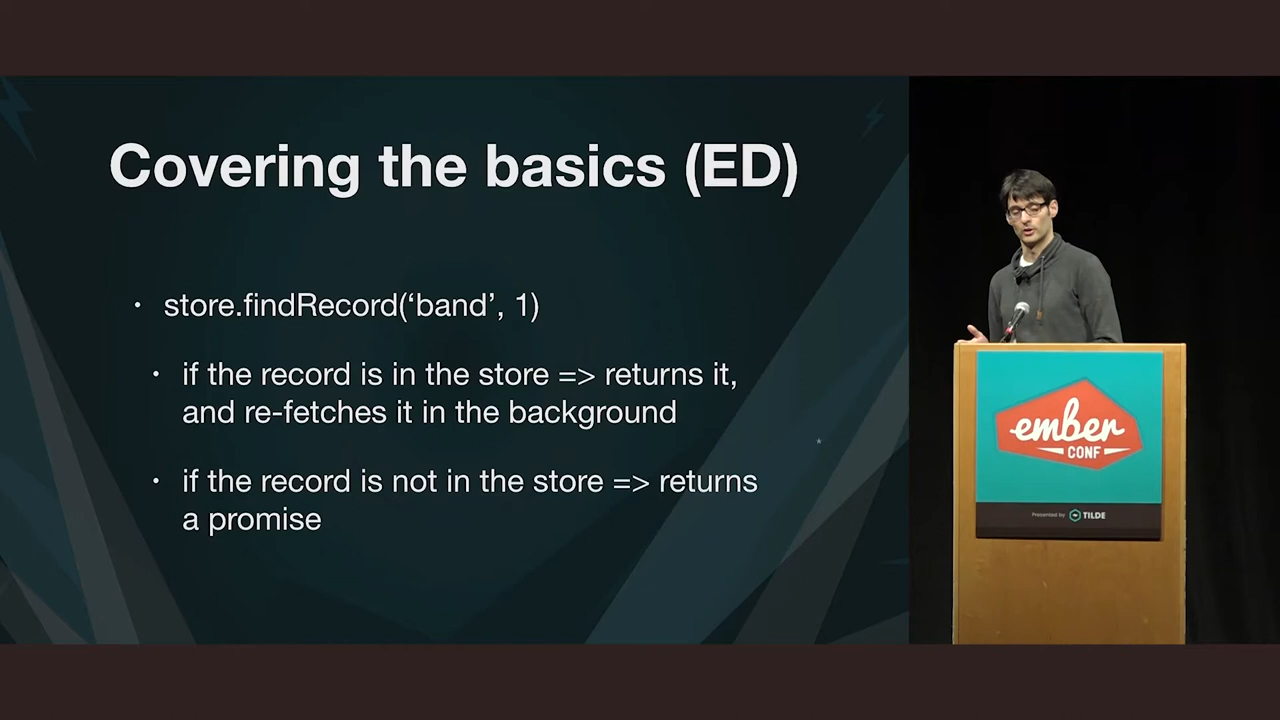 Covering the basics (ED)
• store.findRecord(‘band’, 1)
• if the record is in the store => returns it,
and re-fetches it in the background
• if the record is not in the store => returns
a promise
ember
CONF
Presented by TILDE